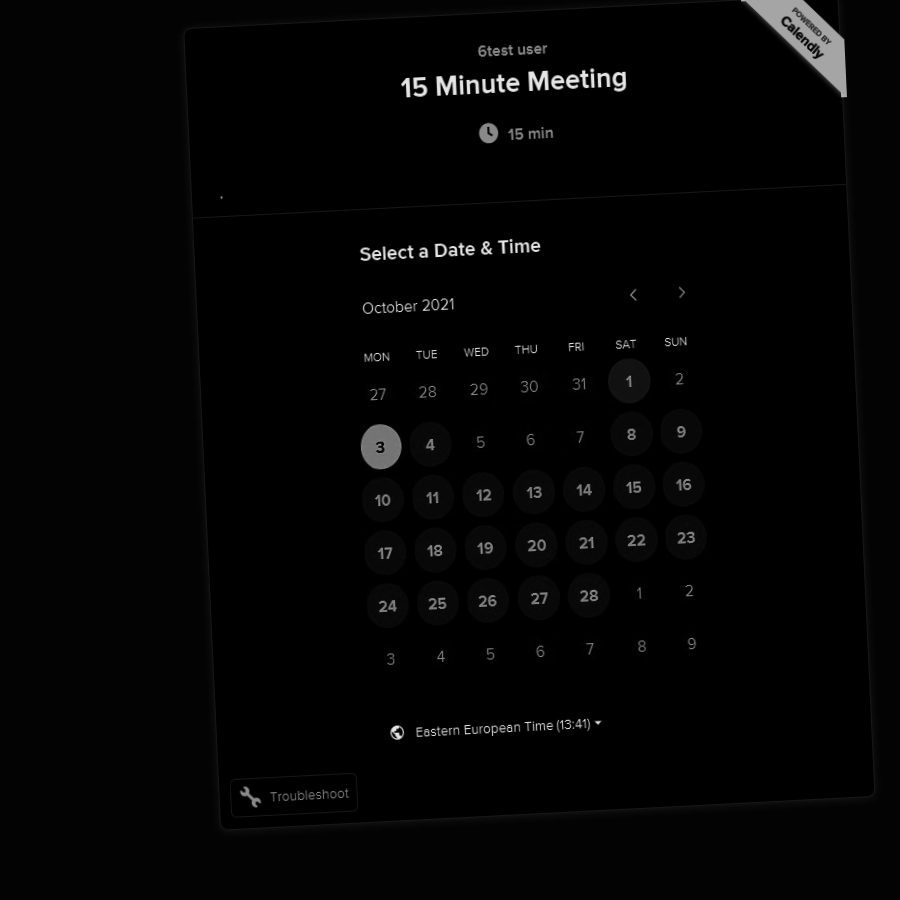 POWERED BY
Calendly
6test user
15 Minute Meeting
15 min
Select a Date & Time
October 2021
MON TUE WED THU FRI SAT SUN
27 28 29 30 31 1 2
3 4 5 6 7 8 9
10 11 12 13 14 15 16
17 18 19 20 21 22 23
24 25 26 27 28 1 2
3 4 5 6 7 8 9
Eastern European Time (13:41)
Troubleshoot